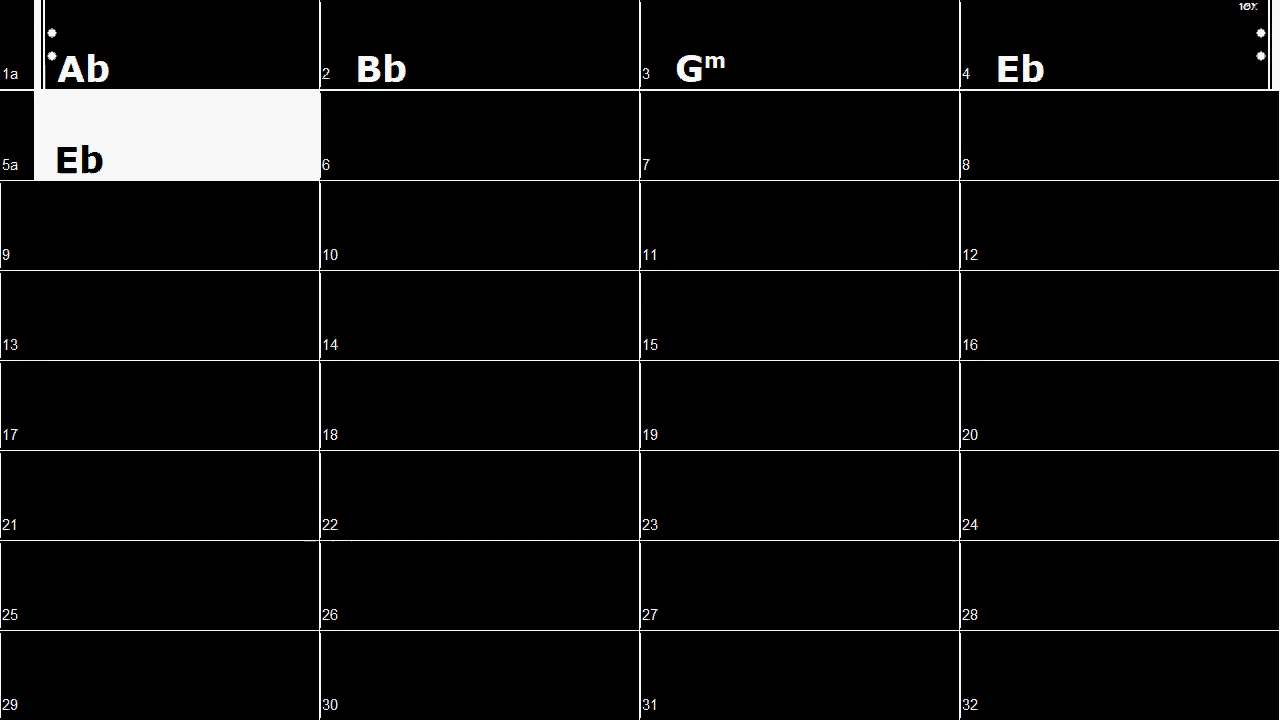 1a Ab 2 Bb 3 Gm 4 Eb
5a Eb 6 7 8
9 10 11 12
13 14 15 16
17 18 19 20
21 22 23 24
25 26 27 28
29 30 31 32